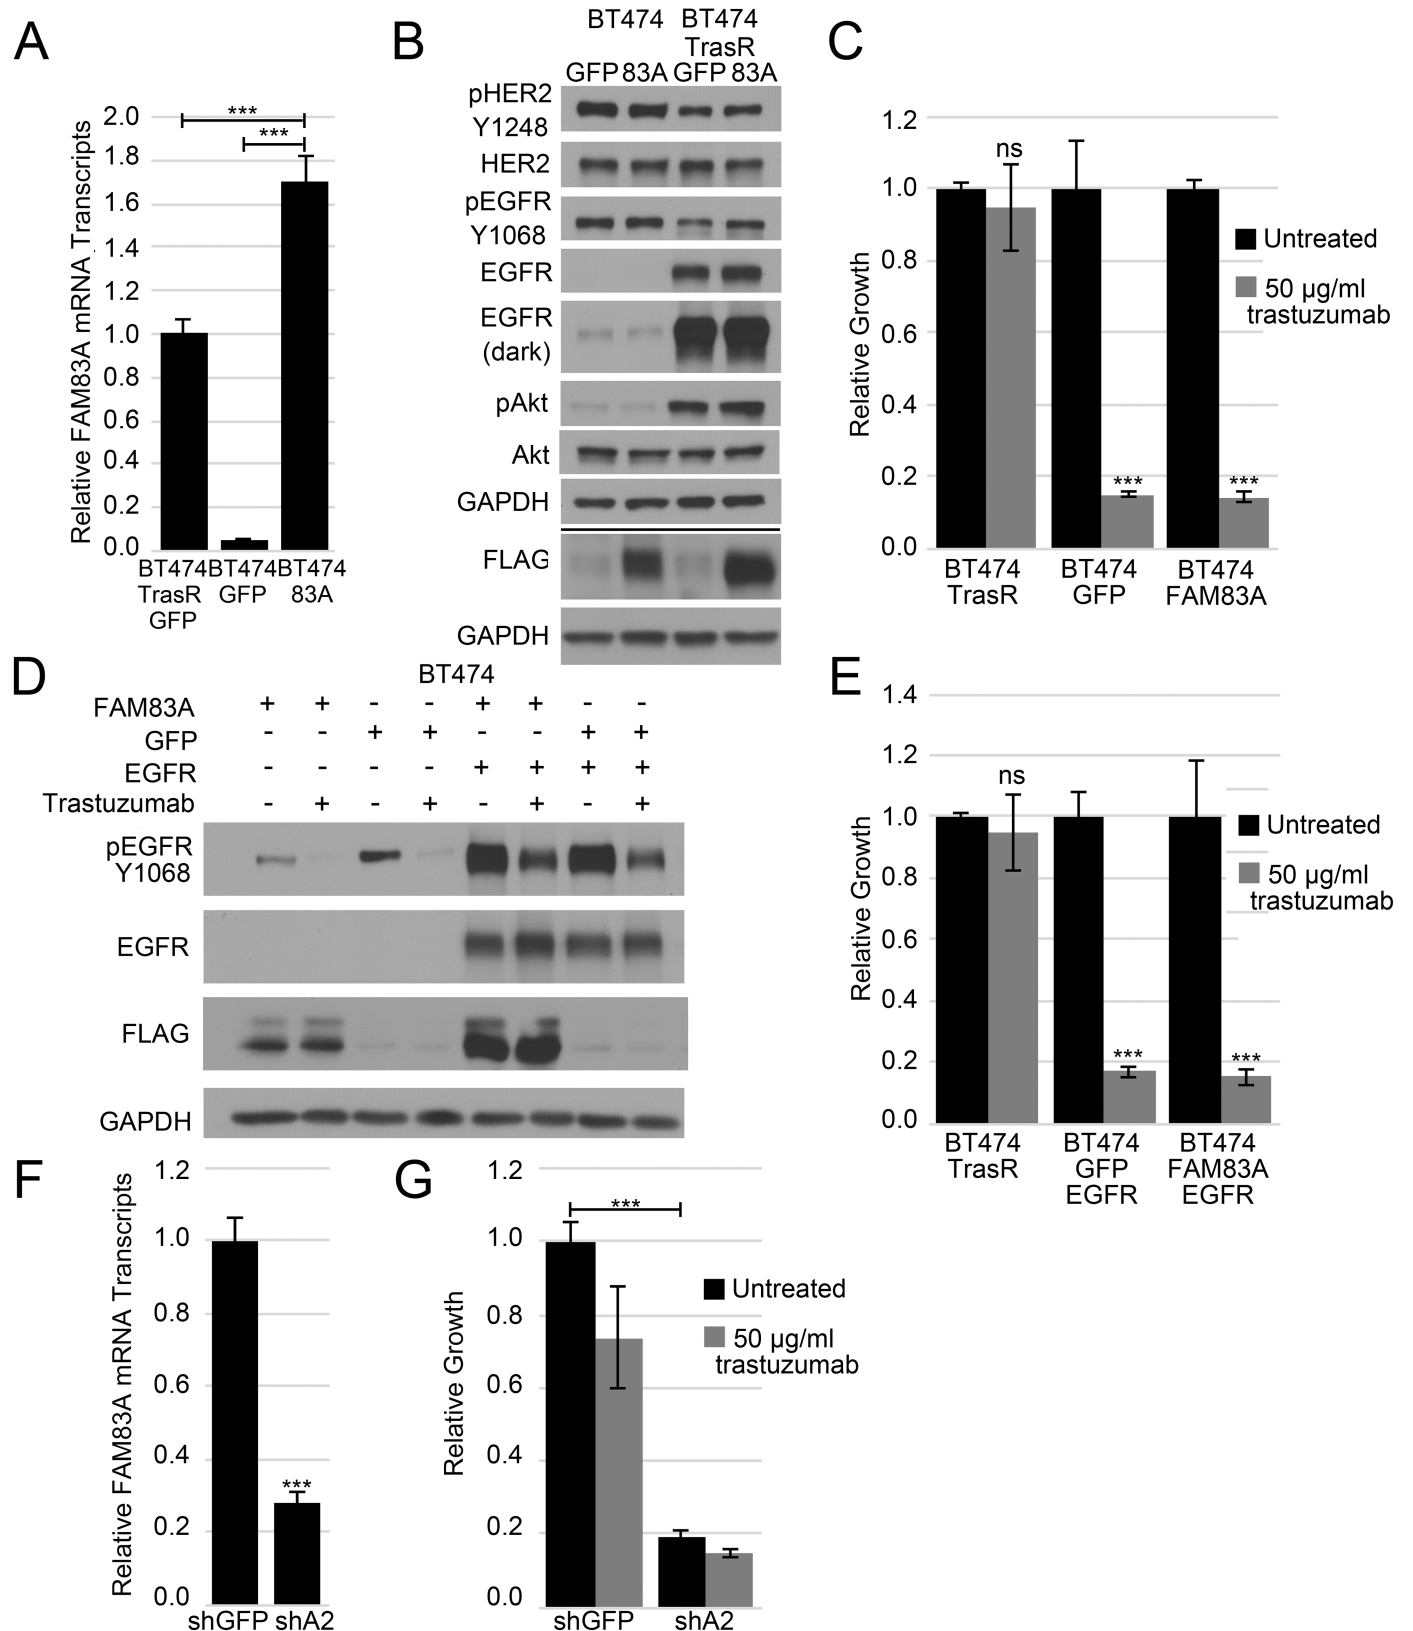 A
Relative FAM83A mRNA Transcripts
2.0
1.8
1.6
1.4
1.2
1.0
0.8
0.6
0.4
0.2
0.0
***
***
BT474 BT474 BT474
TrasR GFP 83A
GFP
B
BT474 BT474
TrasR
GFP 83A GFP 83A
pHER2
Y1248
HER2
pEGFR
Y1068
EGFR
EGFR
(dark)
pAkt
Akt
GAPDH
FLAG
GAPDH
C
Relative Growth
1.2
1.0
0.8
0.6
0.4
0.2
0.0
ns
***
***
Untreated
50 µg/ml
trastuzumab
BT474 BT474 BT474
TrasR GFP FAM83A
D
BT474
FAM83A + + - - + + - -
GFP - - + + - - + +
EGFR - - - - + + + +
Trastuzumab - + - + - + - +
pEGFR
Y1068
EGFR
FLAG
GAPDH
E
Relative Growth
1.4
1.2
1.0
0.8
0.6
0.4
0.2
0.0
ns
***
***
Untreated
50 µg/ml
trastuzumab
BT474 BT474 BT474
TrasR GFP FAM83A
EGFR EGFR
F
Relative FAM83A mRNA Transcripts
1.2
1.0
0.8
0.6
0.4
0.2
0.0
***
shGFP shA2
G
Relative Growth
1.2
1.0
0.8
0.6
0.4
0.2
0.0
***
Untreated
50 µg/ml
trastuzumab
shGFP shA2